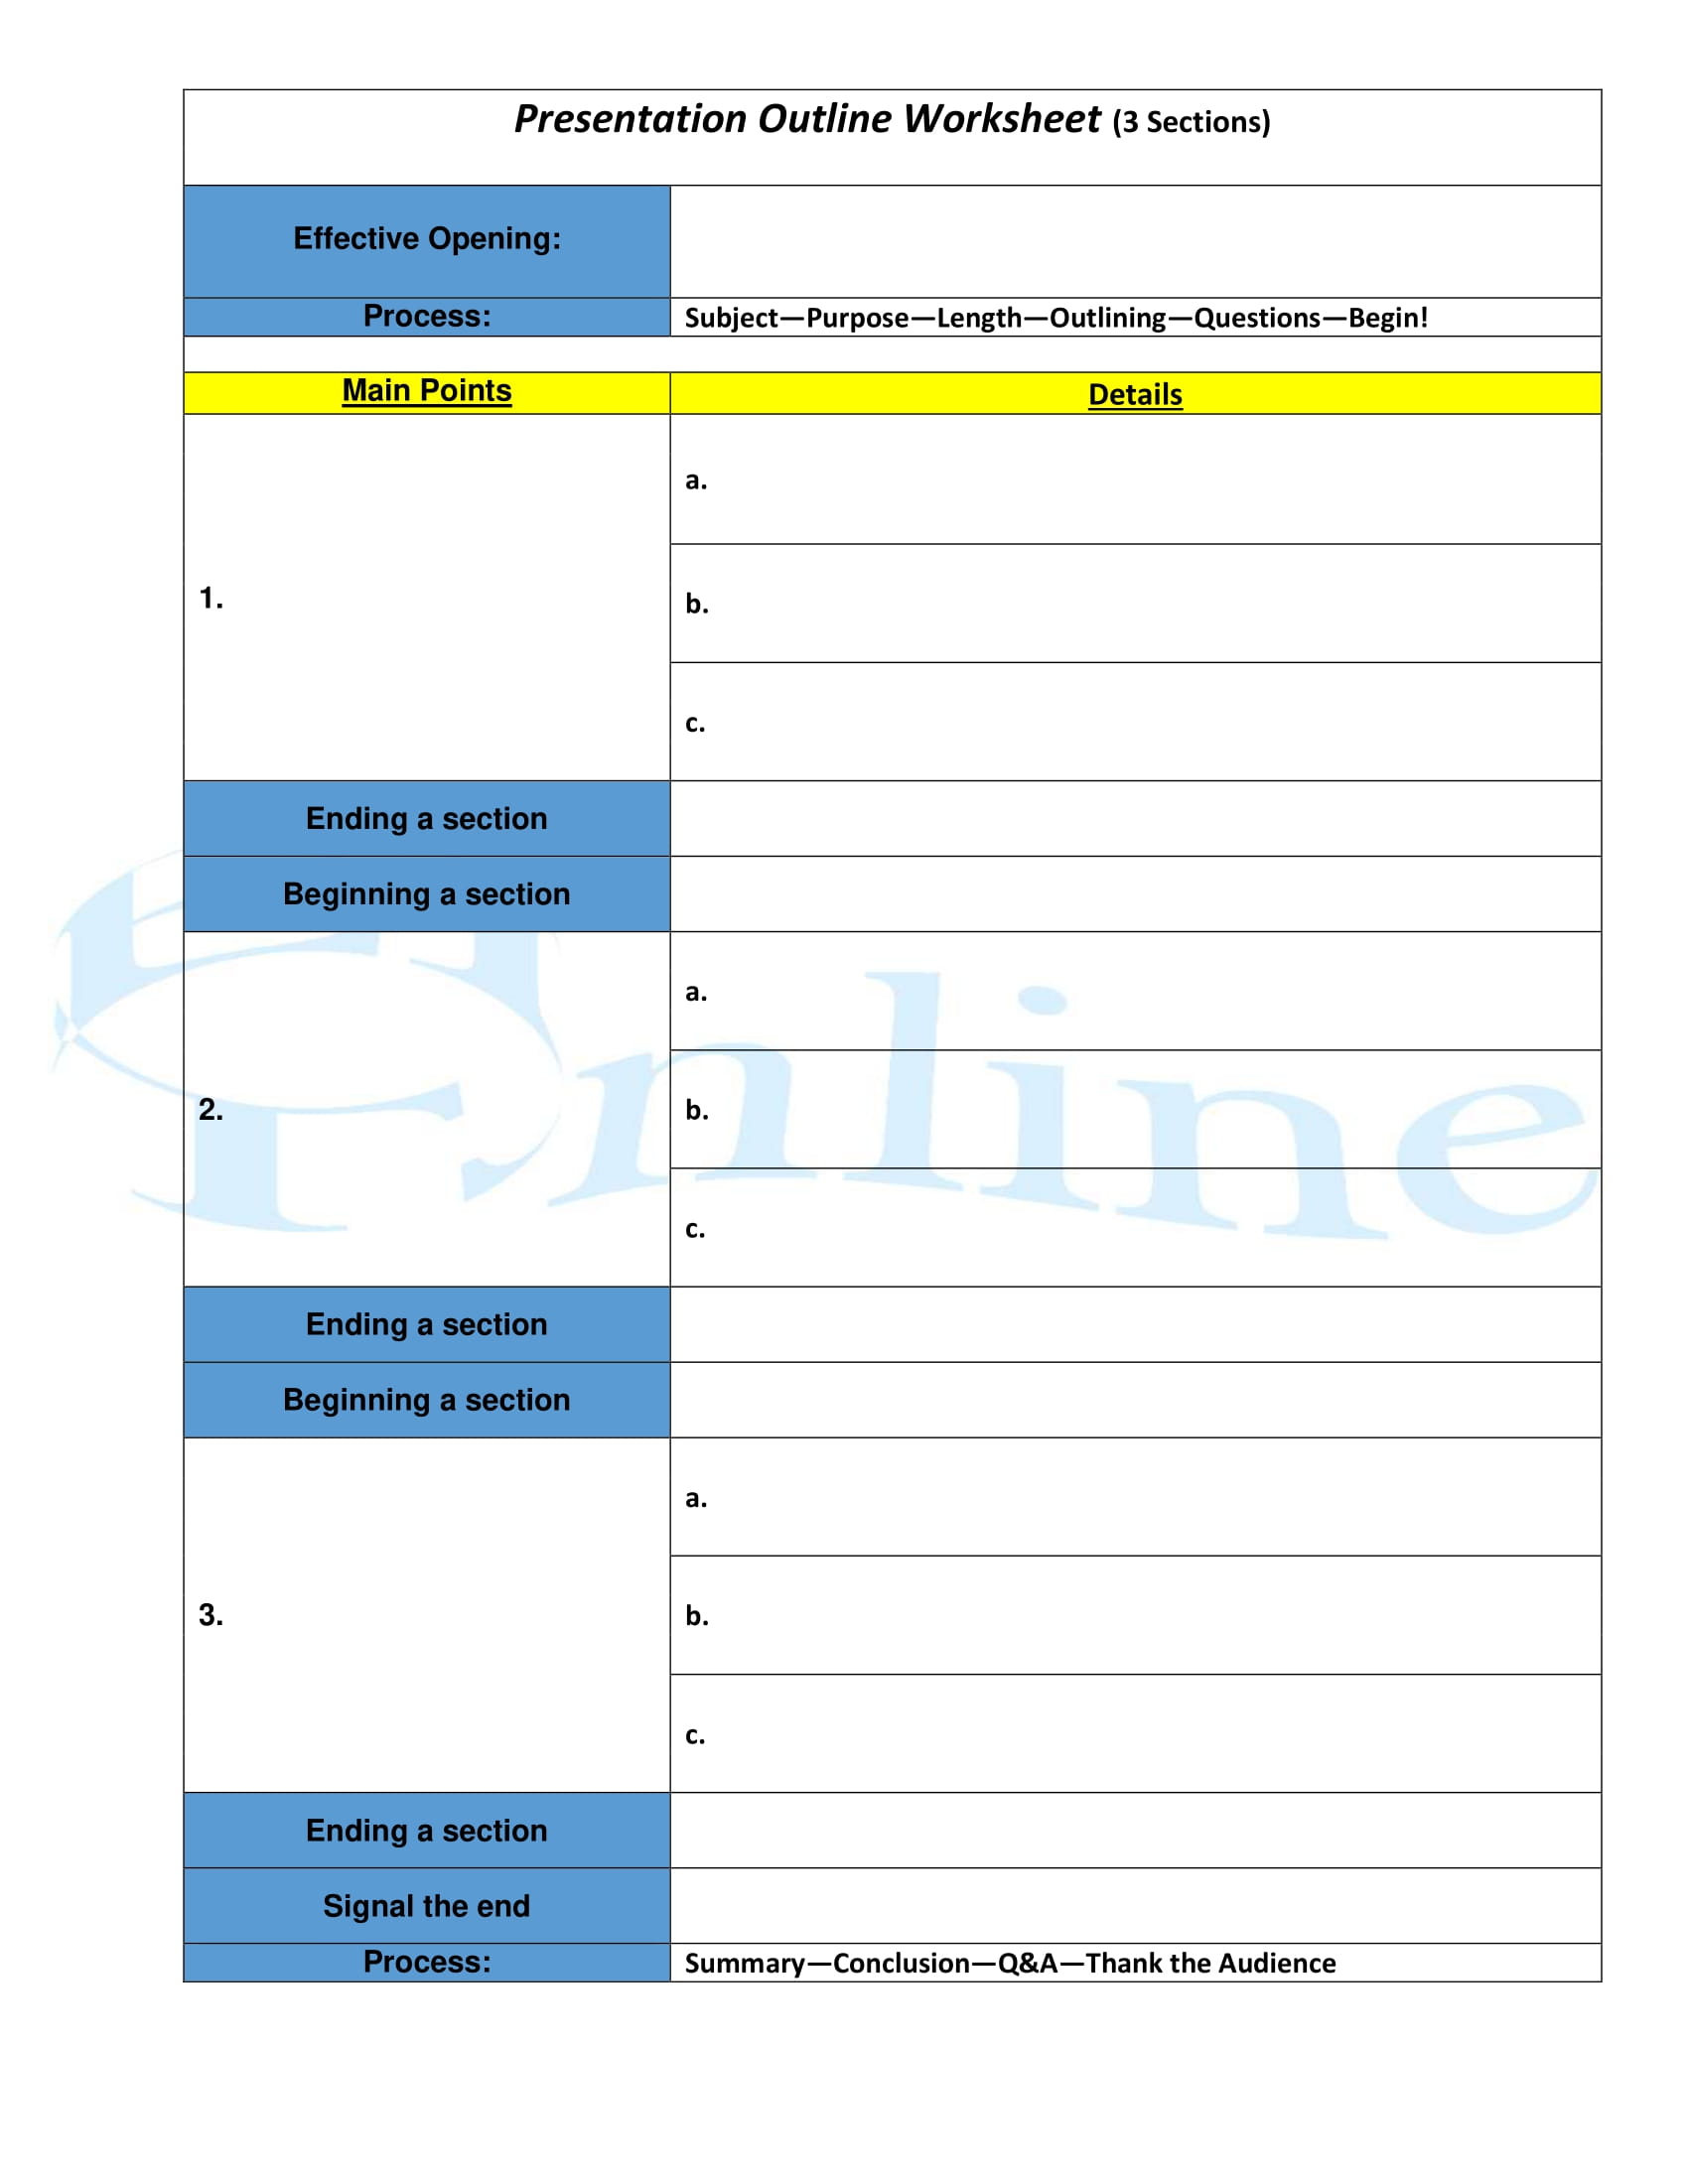 Presentation Outline Worksheet (3 Sections)
Effective Opening:
Process: Subject—Purpose—Length—Outlining—Questions—Begin!
Main Points Details
1.
a.
b.
c.
Ending a section
Beginning a section
2.
a.
b.
c.
Ending a section
Beginning a section
3.
a.
b.
c.
Ending a section
Signal the end
Process: Summary—Conclusion—Q&A—Thank the Audience